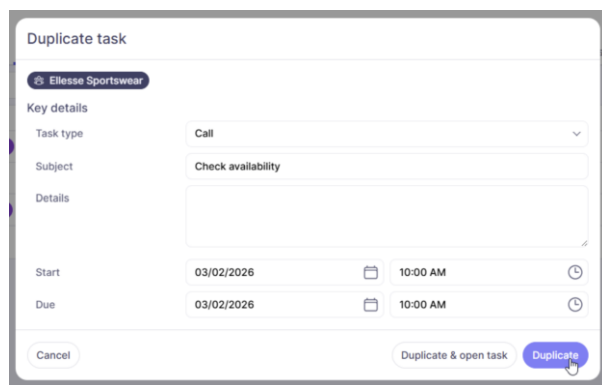 Duplicate task
Ellesse Sportswear
Key details
Task type Call
Subject Check availability
Details
Start 03/02/2026 10:00 AM
Due 03/02/2026 10:00 AM
Cancel Duplicate & open task Duplicate